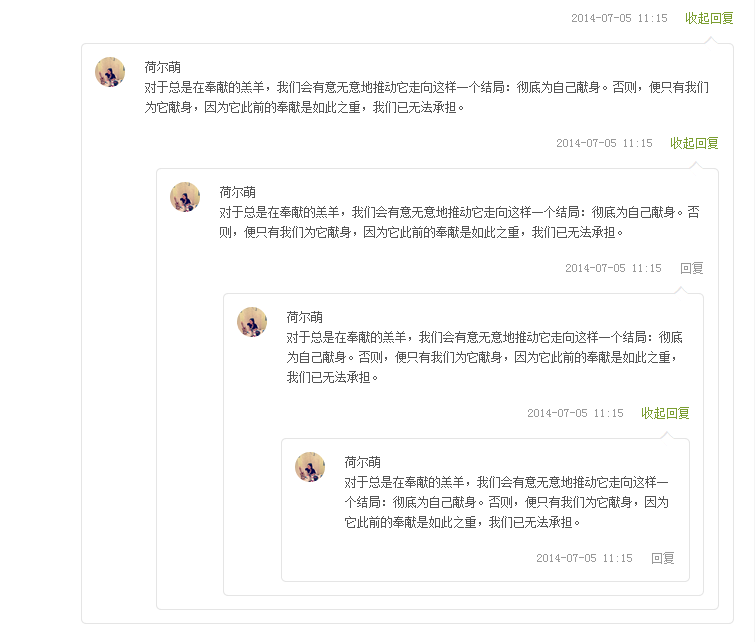 2014-07-05 11:15 收起回复
荷尔萌
对于总是在奉献的羔羊，我们会有意无意地推动它走向这样一个结局：彻底为自己献身。否则，便只有我们
为它献身，因为它此前的奉献是如此之重，我们已无法承担。
2014-07-05 11:15 收起回复
荷尔萌
对于总是在奉献的羔羊，我们会有意无意地推动它走向这样一个结局：彻底为自己献身。否
则，便只有我们为它献身，因为它此前的奉献是如此之重，我们已无法承担。
2014-07-05 11:15 回复
荷尔萌
对于总是在奉献的羔羊，我们会有意无意地推动它走向这样一个结局：彻底
为自己献身。否则，便只有我们为它献身，因为它此前的奉献是如此之重，
我们已无法承担。
2014-07-05 11:15 收起回复
荷尔萌
对于总是在奉献的羔羊，我们会有意无意地推动它走向这样一
个结局：彻底为自己献身。否则，便只有我们为它献身，因为
它此前的奉献是如此之重，我们已无法承担。
2014-07-05 11:15 回复